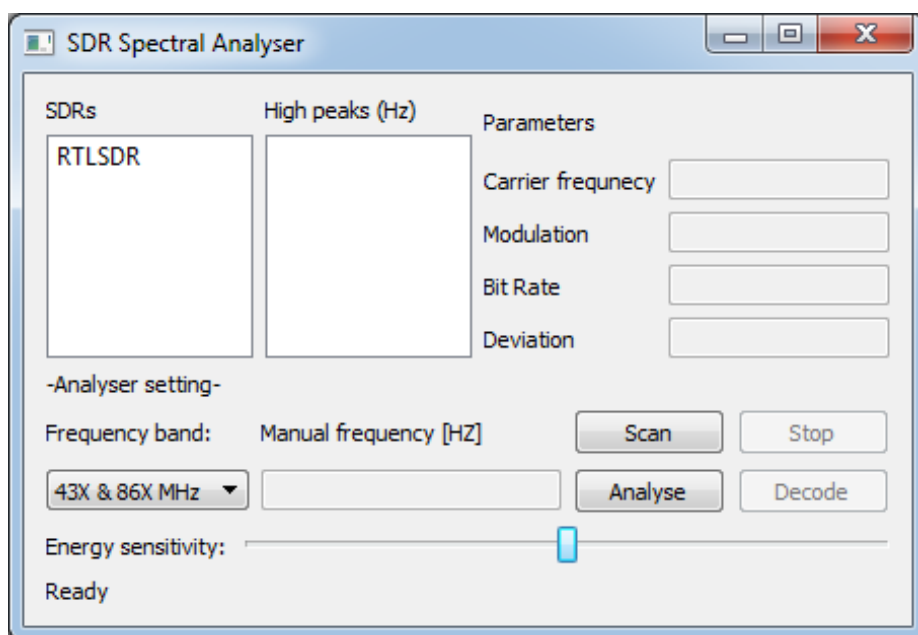 SDR Spectral Analyser
SDRs
High peaks (Hz)
Parameters
RTLSDR
Carrier frequnecy
Modulation
Bit Rate
Deviation
-Analyser setting-
Frequency band:
Manual frequency [HZ]
Scan
Stop
43X & 86X MHz
Analyse
Decode
Energy sensitivity:
Ready